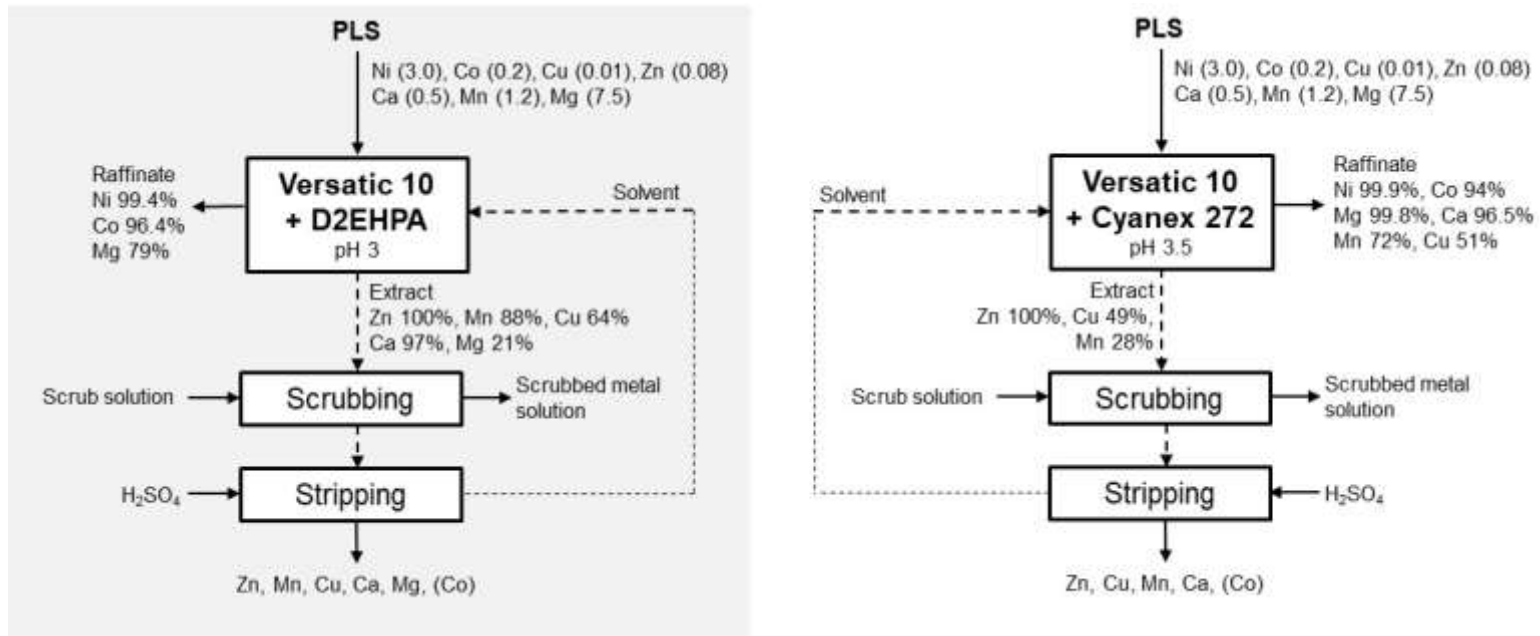 PLS
Ni (3.0), Co (0.2), Cu (0.01), Zn (0.08)
Ca (0.5), Mn (1.2), Mg (7.5)
Raffinate
Ni 99.4%
Co 96.4%
Mg 79%
Versatic 10
+ D2EHPA
pH 3
Solvent
Extract
Zn 100%, Mn 88%, Cu 64%
Ca 97%, Mg 21%
Scrub solution
Scrubbing
Scrubbed metal
solution
H₂SO₄
Stripping
Zn, Mn, Cu, Ca, Mg, (Co)
PLS
Ni (3.0), Co (0.2), Cu (0.01), Zn (0.08)
Ca (0.5), Mn (1.2), Mg (7.5)
Solvent
Versatic 10
+ Cyanex 272
pH 3.5
Raffinate
Ni 99.9%, Co 94%
Mg 99.8%, Ca 96.5%
Mn 72%, Cu 51%
Extract
Zn 100%, Cu 49%,
Mn 28%
Scrub solution
Scrubbing
Scrubbed metal
solution
Stripping
H₂SO₄
Zn, Cu, Mn, Ca, (Co)